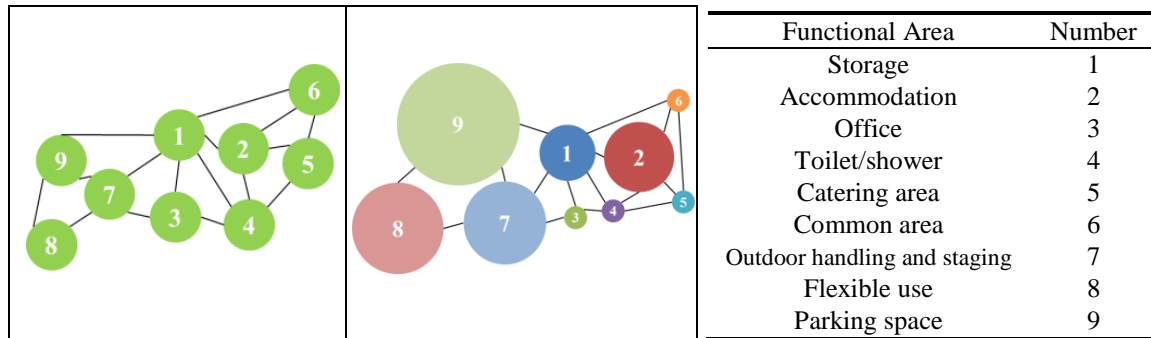 6
1
2
9
5
7
3
4
8
9
6
1
2
5
3
4
7
8
Functional Area Number
Storage 1
Accommodation 2
Office 3
Toilet/shower 4
Catering area 5
Common area 6
Outdoor handling and staging 7
Flexible use 8
Parking space 9